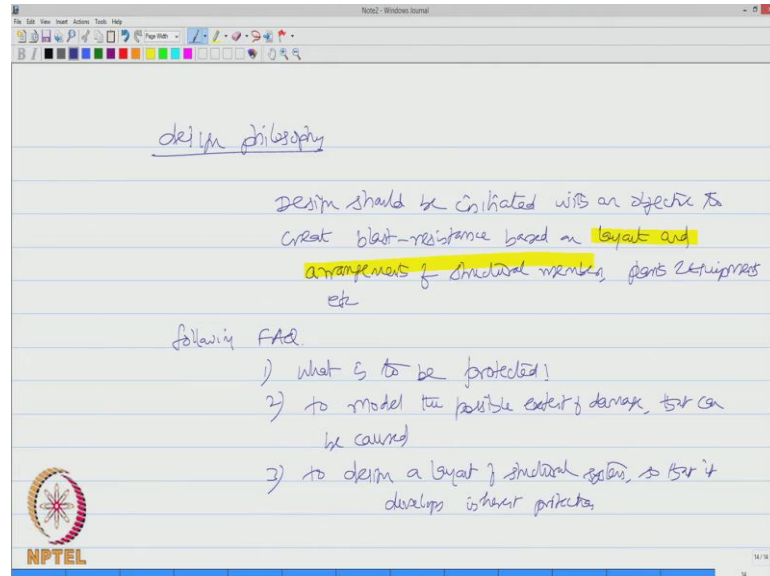 Note2 - Windows Journal
File Edit View Insert Actions Tools Help
Page Width
B I
design philosophy
Design should be initiated with an objective to
creat blast-resistance based on layout and
arrangements of structural members, plants & equipments
etc
following FAQ.
1) what is to be protected!
2) to model the possible extent of damage, that can
be caused
3) to design a layout of structural system, so that it
develops inherent protection
NPTEL
14 / 14